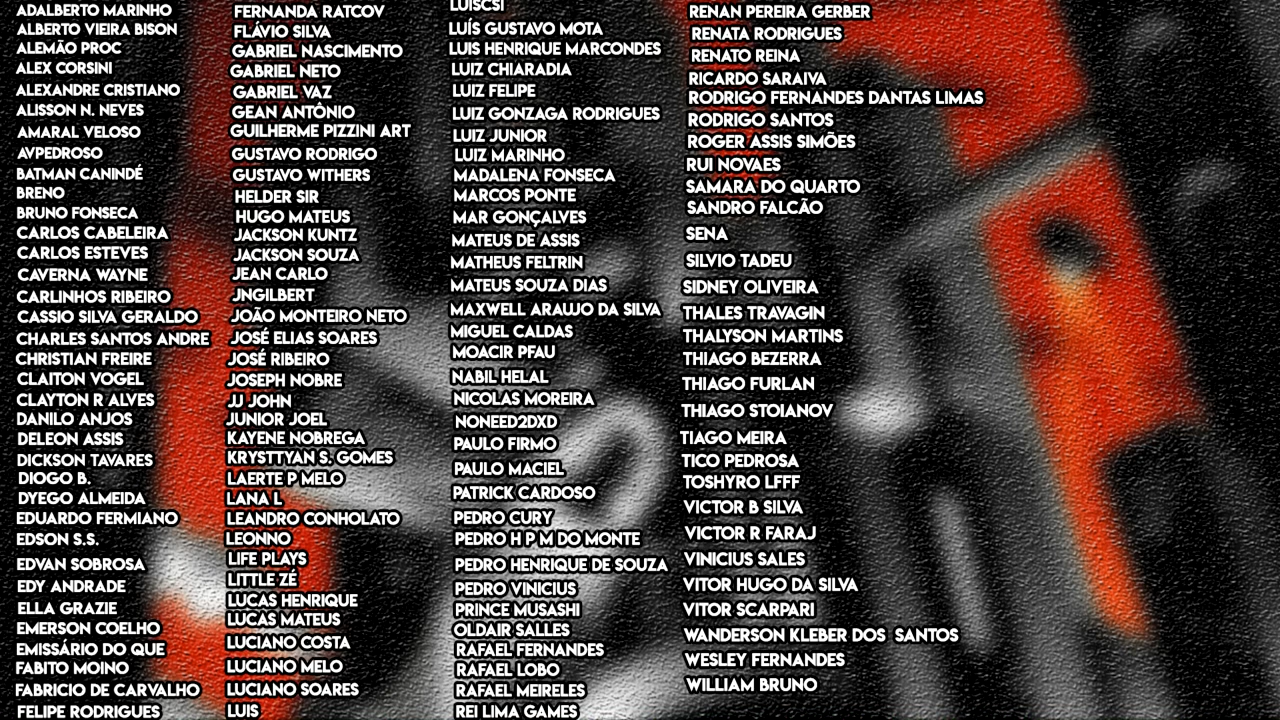 ADALBERTO MARINHO
ALBERTO VIEIRA BISON
ALEMÃO PROC
ALEX CORSINI
ALEXANDRE CRISTIANO
ALISSON N. NEVES
AMARAL VELOSO
AVPEDROSO
BATMAN CANINDÉ
BRENO
BRUNO FONSECA
CARLOS CABELEIRA
CARLOS ESTEVES
CAVERNA WAYNE
CARLINHOS RIBEIRO
CASSIO SILVA GERALDO
CHARLES SANTOS ANDRE
CHRISTIAN FREIRE
CLAITON VOGEL
CLAYTON R ALVES
DANILO ANJOS
DELEON ASSIS
DICKSON TAVARES
DIOGO B.
DYEGO ALMEIDA
EDUARDO FERMIANO
EDSON S.S.
EDVAN SOBROSA
EDY ANDRADE
ELLA GRAZIE
EMERSON COELHO
EMISSÁRIO DO QUE
FABITO MOINO
FABRICIO DE CARVALHO
FELIPE RODRIGUES
FERNANDA RATCOV
FLÁVIO SILVA
GABRIEL NASCIMENTO
GABRIEL NETO
GABRIEL VAZ
GEAN ANTÔNIO
GUILHERME PIZZINI ART
GUSTAVO RODRIGO
GUSTAVO WITHERS
HELDER SIR
HUGO MATEUS
JACKSON KUNTZ
JACKSON SOUZA
JEAN CARLO
JNGILBERT
JOÃO MONTEIRO NETO
JOSÉ ELIAS SOARES
JOSÉ RIBEIRO
JOSEPH NOBRE
JJ JOHN
JUNIOR JOEL
KAYENE NOBREGA
KRYSTTYAN S. GOMES
LAERTE P MELO
LANA L
LEANDRO CONHOLATO
LEONNO
LIFE PLAYS
LITTLE ZÉ
LUCAS HENRIQUE
LUCAS MATEUS
LUCIANO COSTA
LUCIANO MELO
LUCIANO SOARES
LUIS
LUISCSI
LUÍS GUSTAVO MOTA
LUIS HENRIQUE MARCONDES
LUIZ CHIARADIA
LUIZ FELIPE
LUIZ GONZAGA RODRIGUES
LUIZ JUNIOR
LUIZ MARINHO
MADALENA FONSECA
MARCOS PONTE
MAR GONÇALVES
MATEUS DE ASSIS
MATHEUS FELTRIN
MATEUS SOUZA DIAS
MAXWELL ARAUJO DA SILVA
MIGUEL CALDAS
MOACIR PFAU
NABIL HELAL
NICOLAS MOREIRA
NONEED2DXD
PAULO FIRMO
PAULO MACIEL
PATRICK CARDOSO
PEDRO CURY
PEDRO H P M DO MONTE
PEDRO HENRIQUE DE SOUZA
PEDRO VINICIUS
PRINCE MUSASHI
OLDAIR SALLES
RAFAEL FERNANDES
RAFAEL LOBO
RAFAEL MEIRELES
REI LIMA GAMES
RENAN PEREIRA GERBER
RENATA RODRIGUES
RENATO REINA
RICARDO SARAIVA
RODRIGO FERNANDES DANTAS LIMAS
RODRIGO SANTOS
ROGER ASSIS SIMÕES
RUI NOVAES
SAMARA DO QUARTO
SANDRO FALCÃO
SENA
SILVIO TADEU
SIDNEY OLIVEIRA
THALES TRAVAGIN
THALYSON MARTINS
THIAGO BEZERRA
THIAGO FURLAN
THIAGO STOIANOV
TIAGO MEIRA
TICO PEDROSA
TOSHYRO LFFF
VICTOR B SILVA
VICTOR R FARAJ
VINICIUS SALES
VITOR HUGO DA SILVA
VITOR SCARPARI
WANDERSON KLEBER DOS  SANTOS
WESLEY FERNANDES
WILLIAM BRUNO